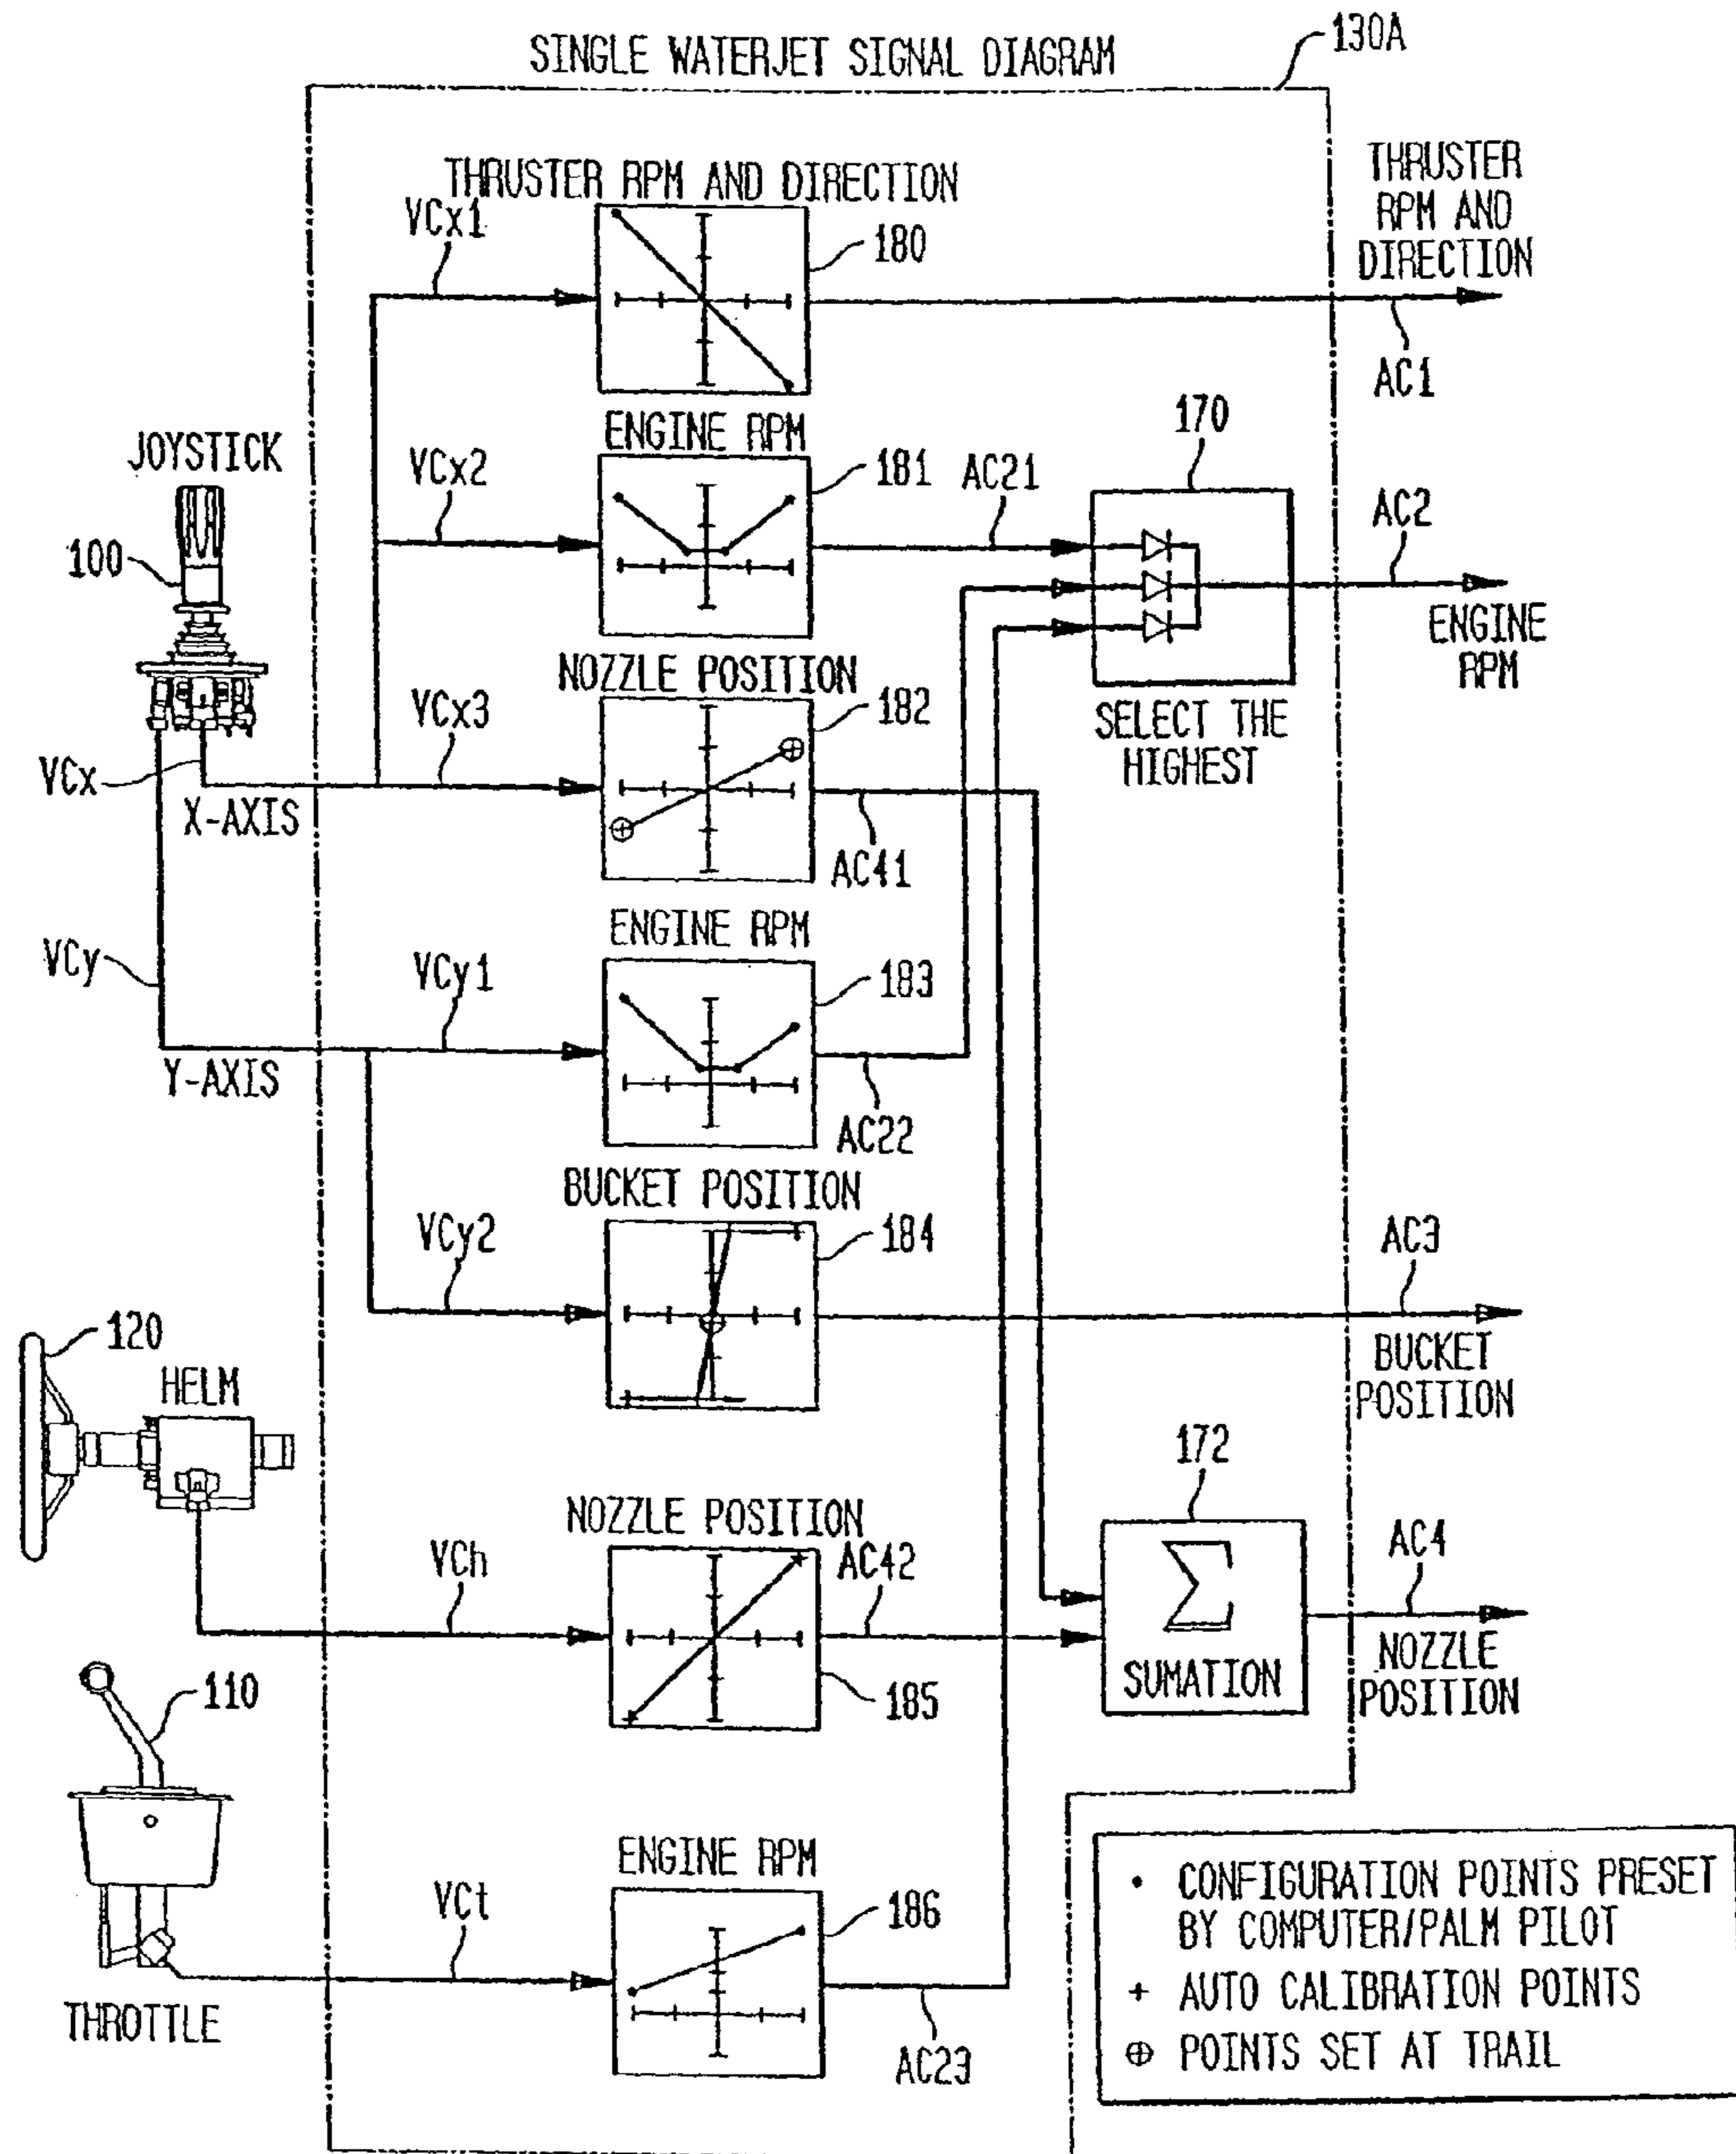 SINGLE WATERJET SIGNAL DIAGRAM
130A
THRUSTER RPM AND DIRECTION
VCx1
180
THRUSTER
RPM AND
DIRECTION
AC1
ENGINE RPM
VCx2
181
AC21
170
AC2
ENGINE
RPM
SELECT THE
HIGHEST
JOYSTICK
100
NOZZLE POSITION
VCx3
182
AC41
VCx
X-AXIS
ENGINE RPM
VCy
VCy1
183
AC22
Y-AXIS
BUCKET POSITION
VCy2
184
AC3
BUCKET
POSITION
120
HELM
172
NOZZLE POSITION
VCh
AC42
185
Σ
SUMATION
AC4
NOZZLE
POSITION
110
ENGINE RPM
VCt
186
AC23
THROTTLE
• CONFIGURATION POINTS PRESET
BY COMPUTER/PALM PILOT
+ AUTO CALIBRATION POINTS
⊕ POINTS SET AT TRAIL